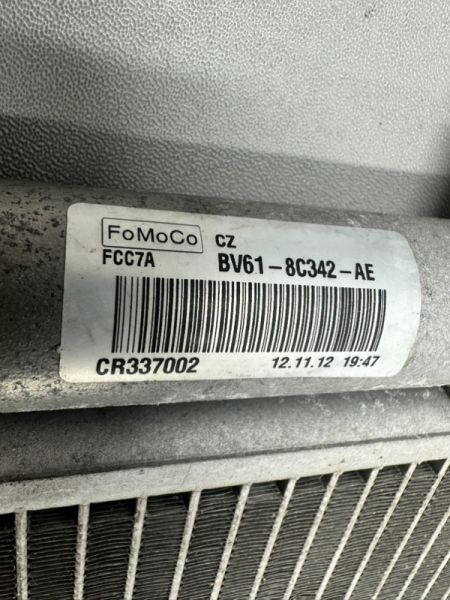 FoMoCo CZ
FCC7A BV61-8C342-AE
CR337002 12.11.12 19:47